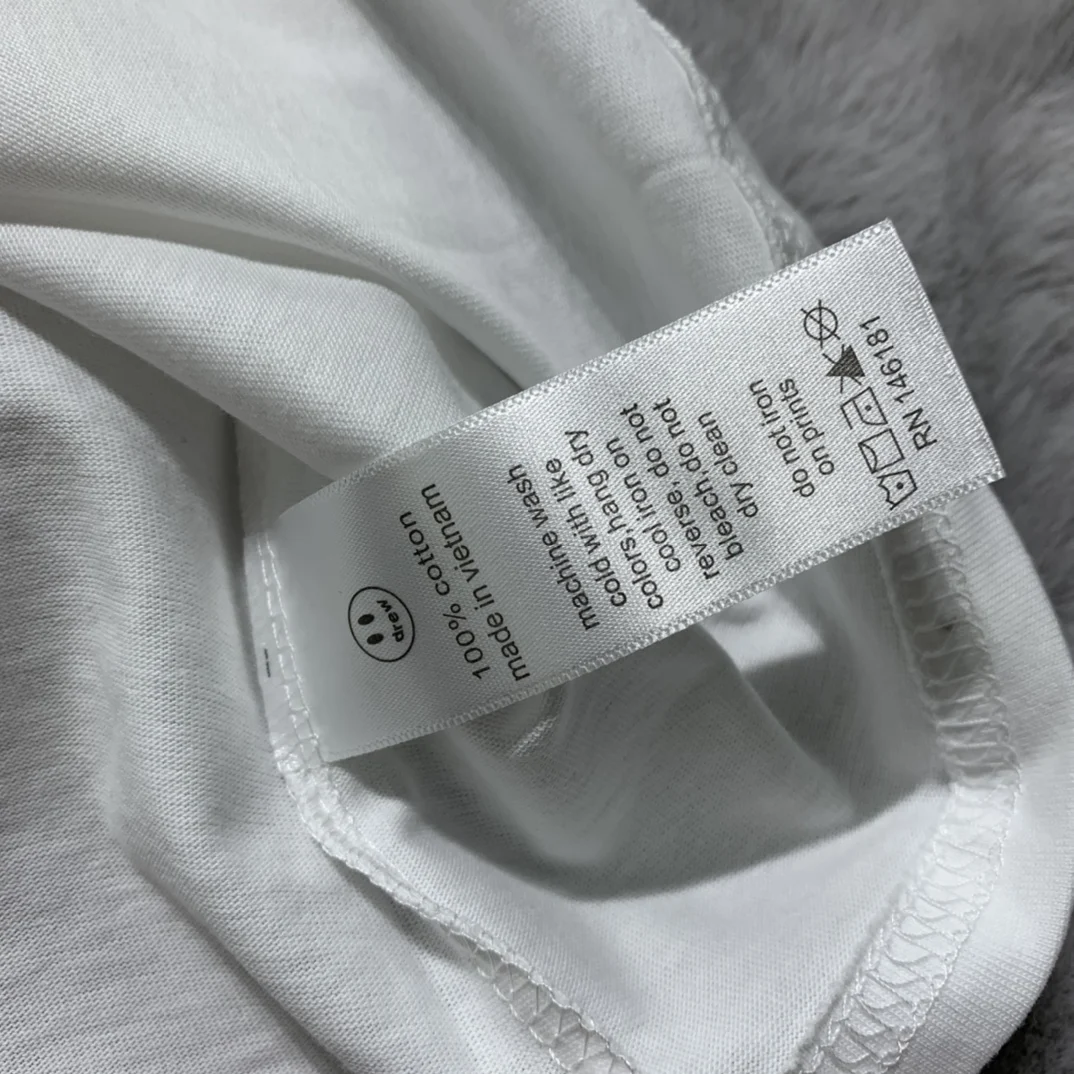 drew
100% cotton
made in vietnam
machine wash
cold with like
colors, hang dry
cool iron on
reverse, do not
bleach,do not
dry clean
do not iron
on prints
RN 146181